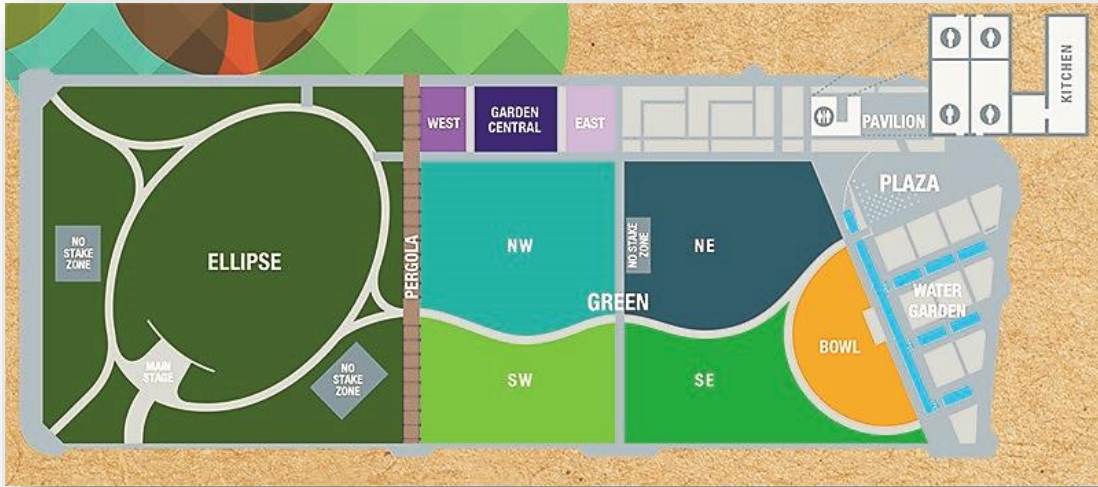 KITCHEN
WEST
GARDEN
CENTRAL
EAST
PAVILION
PLAZA
NO
STAKE
ZONE
ELLIPSE
PERGOLA
NW
NO STAKE
ZONE
NE
GREEN
WATER
GARDEN
MAIN
STAGE
NO
STAKE
ZONE
SW
SE
BOWL